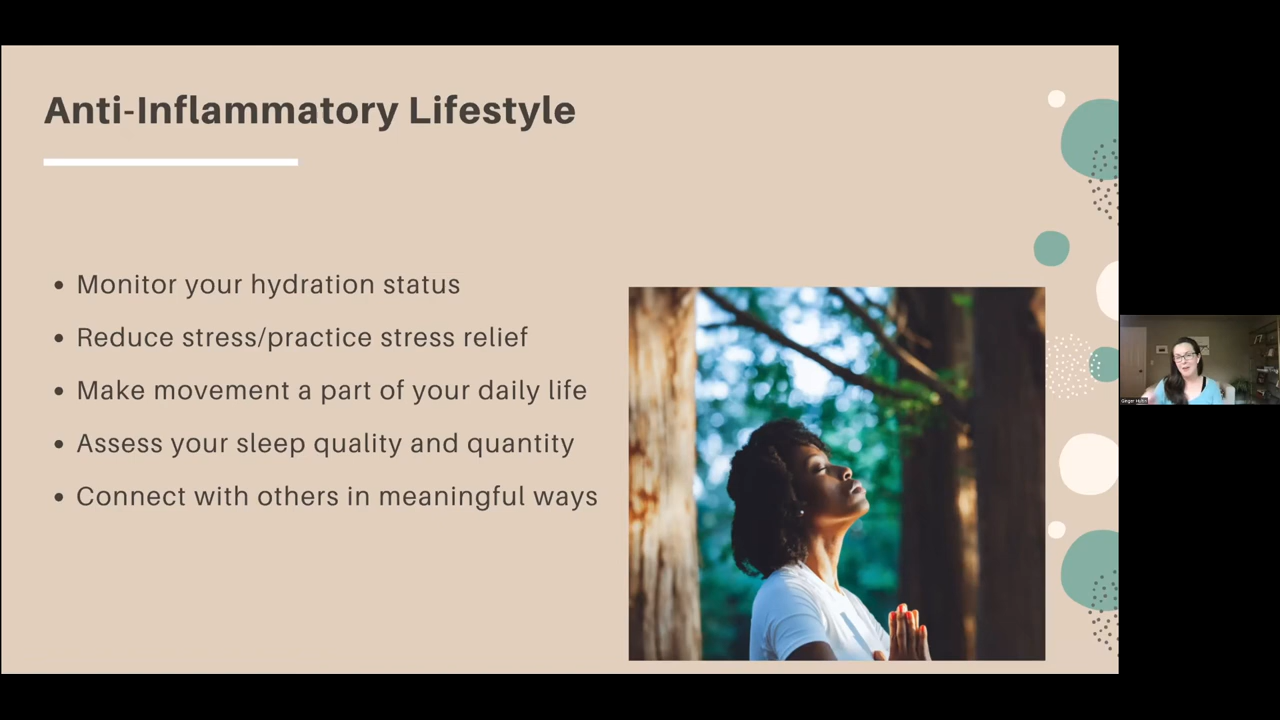 Anti-Inflammatory Lifestyle
• Monitor your hydration status
• Reduce stress/practice stress relief
• Make movement a part of your daily life
• Assess your sleep quality and quantity
• Connect with others in meaningful ways
Ginger